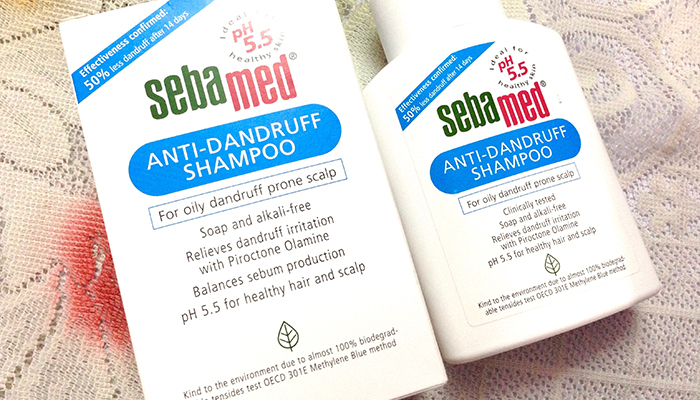 Effectiveness confirmed:
50% less dandruff after 14 days
Ideal for
pH
5.5
healthy skin
sebamed®
ANTI-DANDRUFF
SHAMPOO
For oily dandruff prone scalp
Soap and alkali-free
Relieves dandruff irritation
with Piroctone Olamine
Balances sebum production
pH 5.5 for healthy hair and scalp
Kind to the environment due to almost 100% biodegrad-
able tensides test OECD 301E Methylene Blue method
Effectiveness confirmed:
50% less dandruff after 14 days
Ideal for
pH
5.5
healthy skin
sebamed®
ANTI-DANDRUFF
SHAMPOO
For oily dandruff prone scalp
Clinically tested
Soap and alkali-free
Relieves dandruff irritation
with Piroctone Olamine
pH 5.5 for healthy hair and scalp
Kind to the environment due to almost 100% biodegrad-
able tensides test OECD 301E Methylene Blue method